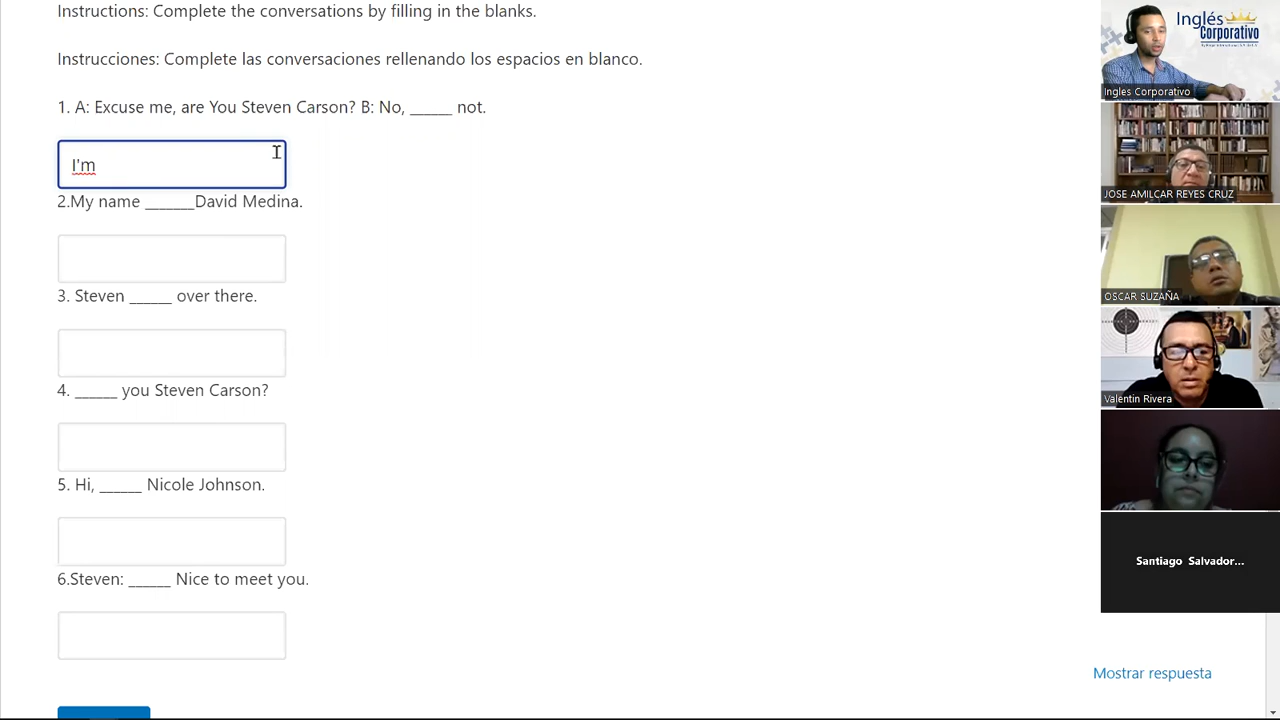 Instructions: Complete the conversations by filling in the blanks.
Instrucciones: Complete las conversaciones rellenando los espacios en blanco.
1. A: Excuse me, are You Steven Carson? B: No, _____ not.
I'm
2.My name ______David Medina.
3. Steven _____ over there.
4. _____ you Steven Carson?
5. Hi, _____ Nicole Johnson.
6.Steven: _____ Nice to meet you.
Mostrar respuesta
Inglés
Corporativo
Ingles Corporativo
JOSE AMILCAR REYES CRUZ
OSCAR SUZAÑA
Valentin Rivera
Santiago Salvador...